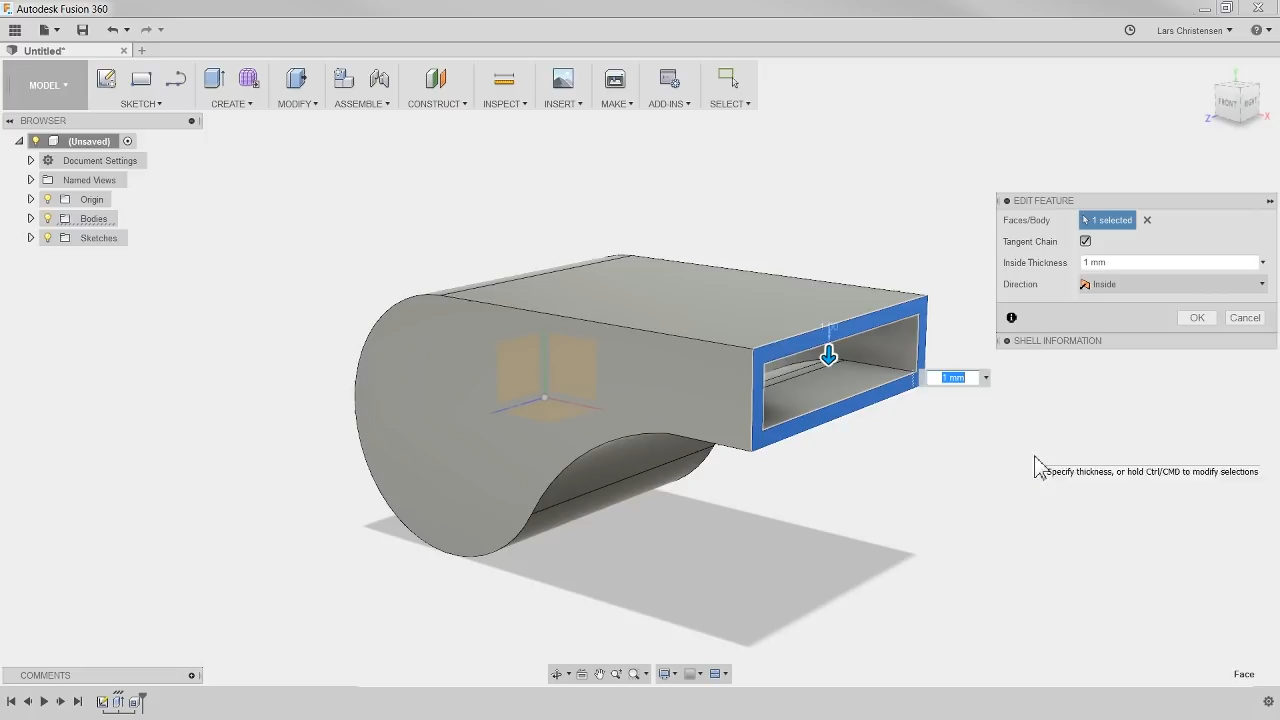 Autodesk Fusion 360
Lars Christensen
Untitled*
MODEL
SKETCH
CREATE
MODIFY
ASSEMBLE
CONSTRUCT
INSPECT
INSERT
MAKE
ADD-INS
SELECT
FRONT
RIGHT
Y
Z
X
BROWSER
(Unsaved)
Document Settings
Named Views
Origin
Bodies
Sketches
EDIT FEATURE
Faces/Body 1 selected
Tangent Chain
Inside Thickness 1 mm
Direction Inside
OK Cancel
SHELL INFORMATION
1 mm
Specify thickness, or hold Ctrl/CMD to modify selections
COMMENTS
Face